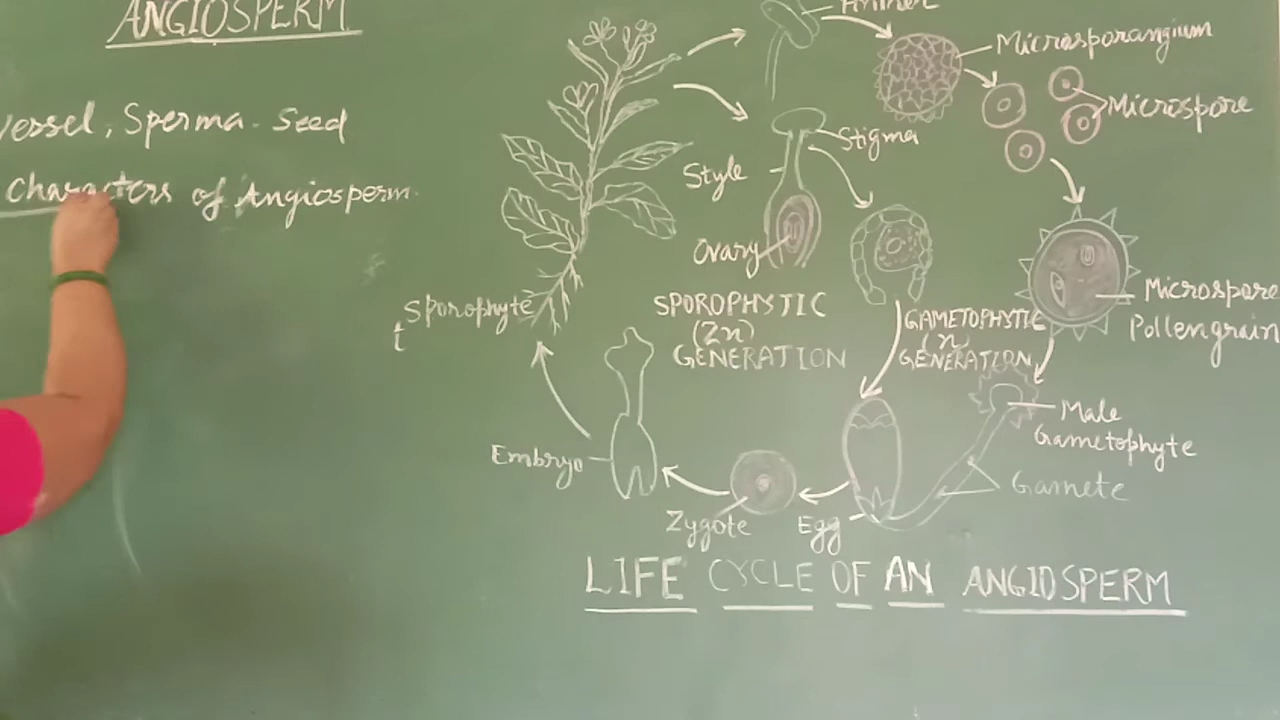 ANGIOSPERM
vessel, Sperma - Seed
Characters of Angiosperm.
Anther
Microsporangium
Microspore
Stigma
Style
Ovary
Sporophyte
t
SPOROPHYTIC
(2n)
GENERATION
GAMETOPHYTIC
(n)
GENERATION
Microspore
Pollengrain
Male
Gametophyte
Gamete
Embryo
Zygote
Egg
LIFE CYCLE OF AN ANGIOSPERM